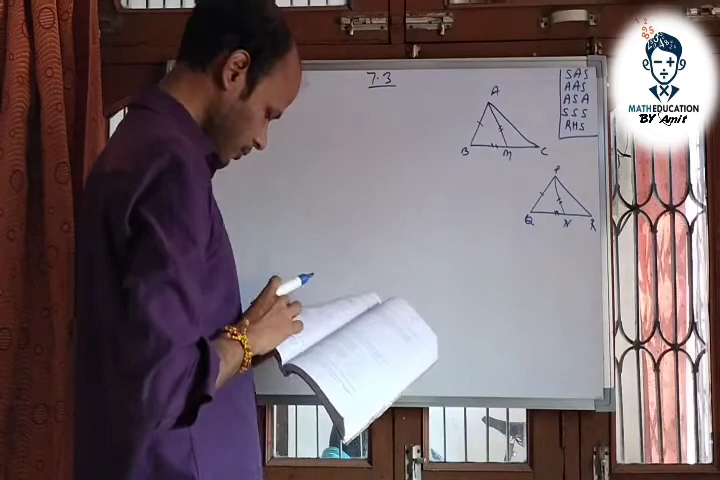 7.3
A
B M C
P
Q N R
SAS
AAS
ASA
SSS
RHS
MATHEDUCATION
BY Amit